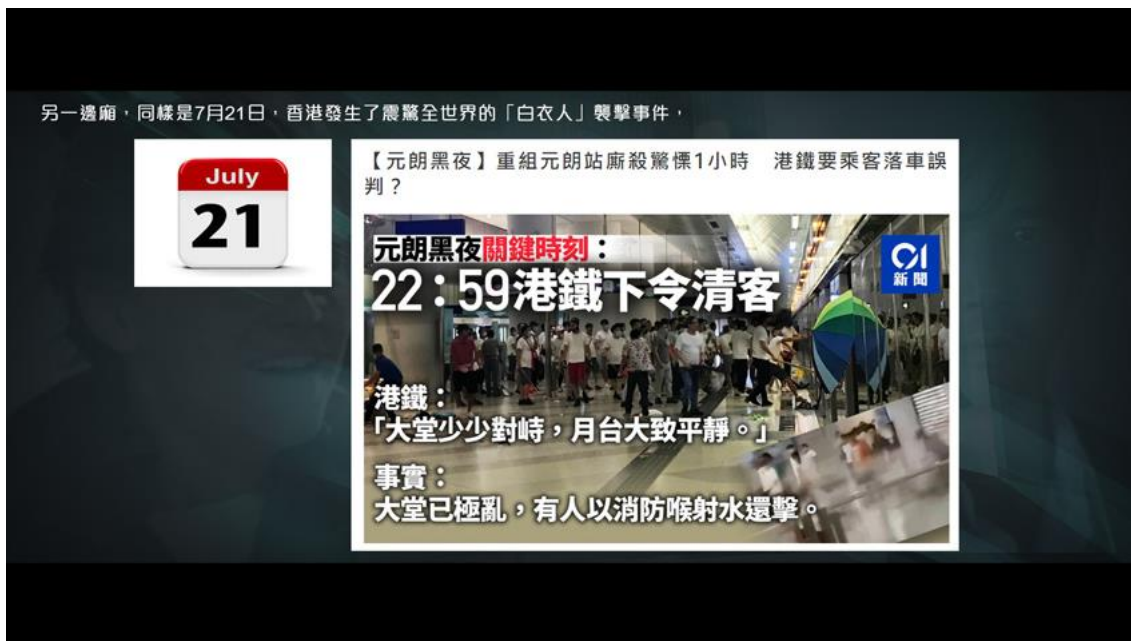 另一邊廂，同樣是7月21日，香港發生了震驚全世界的「白衣人」襲擊事件，
July
21
【元朗黑夜】重組元朗站廝殺驚慄1小時　港鐵要乘客落車誤
判？
元朗黑夜關鍵時刻：
22：59港鐵下令清客
01
新聞
港鐵：
「大堂少少對峙，月台大致平靜。」
事實：
大堂已極亂，有人以消防喉射水還擊。